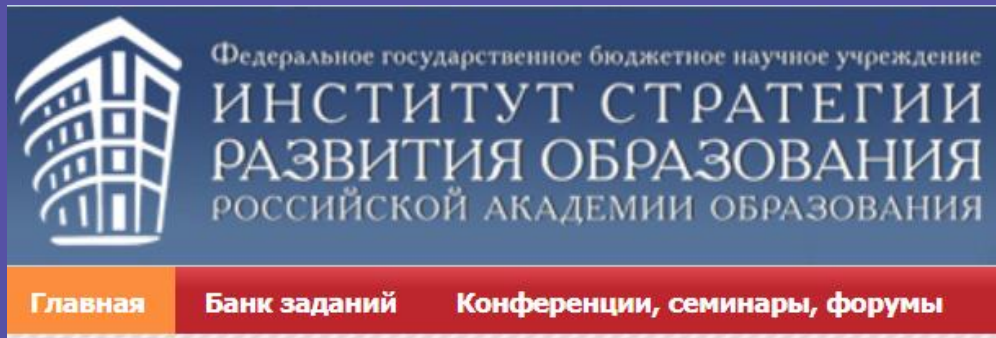 Федеральное государственное бюджетное научное учреждение
ИНСТИТУТ СТРАТЕГИИ
РАЗВИТИЯ ОБРАЗОВАНИЯ
РОССИЙСКОЙ АКАДЕМИИ ОБРАЗОВАНИЯ
Главная Банк заданий Конференции, семинары, форумы